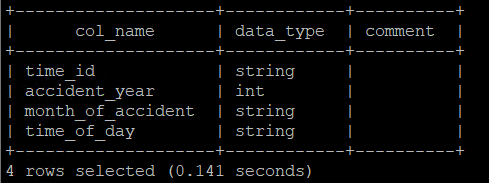 +--------------------+------------+----------+
|      col_name      | data_type  | comment  |
+--------------------+------------+----------+
| time_id            | string     |          |
| accident_year      | int        |          |
| month_of_accident  | string     |          |
| time_of_day        | string     |          |
+--------------------+------------+----------+
4 rows selected (0.141 seconds)